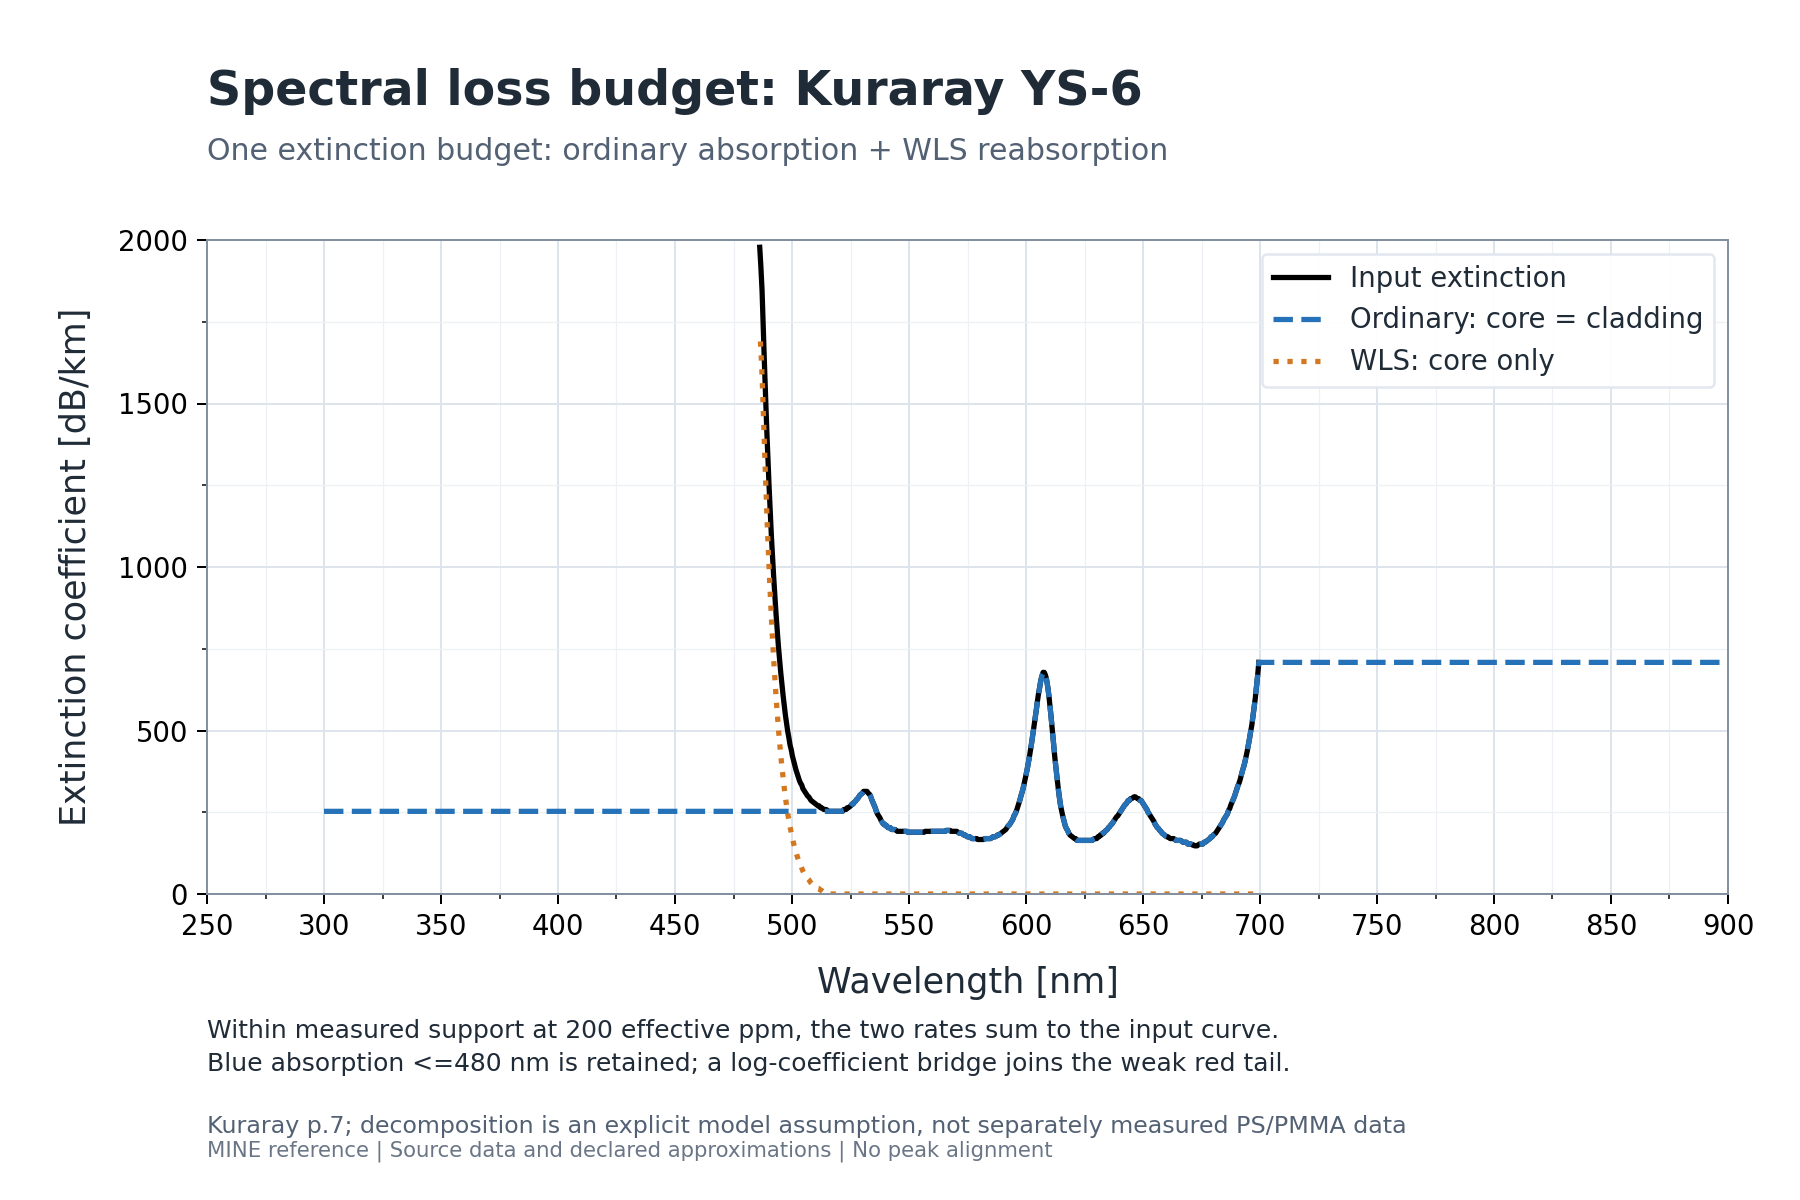 Spectral loss budget: Kuraray YS-6
One extinction budget: ordinary absorption + WLS reabsorption
Extinction coefficient [dB/km]
2000
1500
1000
500
0
Input extinction
Ordinary: core = cladding
WLS: core only
250 300 350 400 450 500 550 600 650 700 750 800 850 900
Wavelength [nm]
Within measured support at 200 effective ppm, the two rates sum to the input curve.
Blue absorption <=480 nm is retained; a log-coefficient bridge joins the weak red tail.
Kuraray p.7; decomposition is an explicit model assumption, not separately measured PS/PMMA data
MINE reference | Source data and declared approximations | No peak alignment